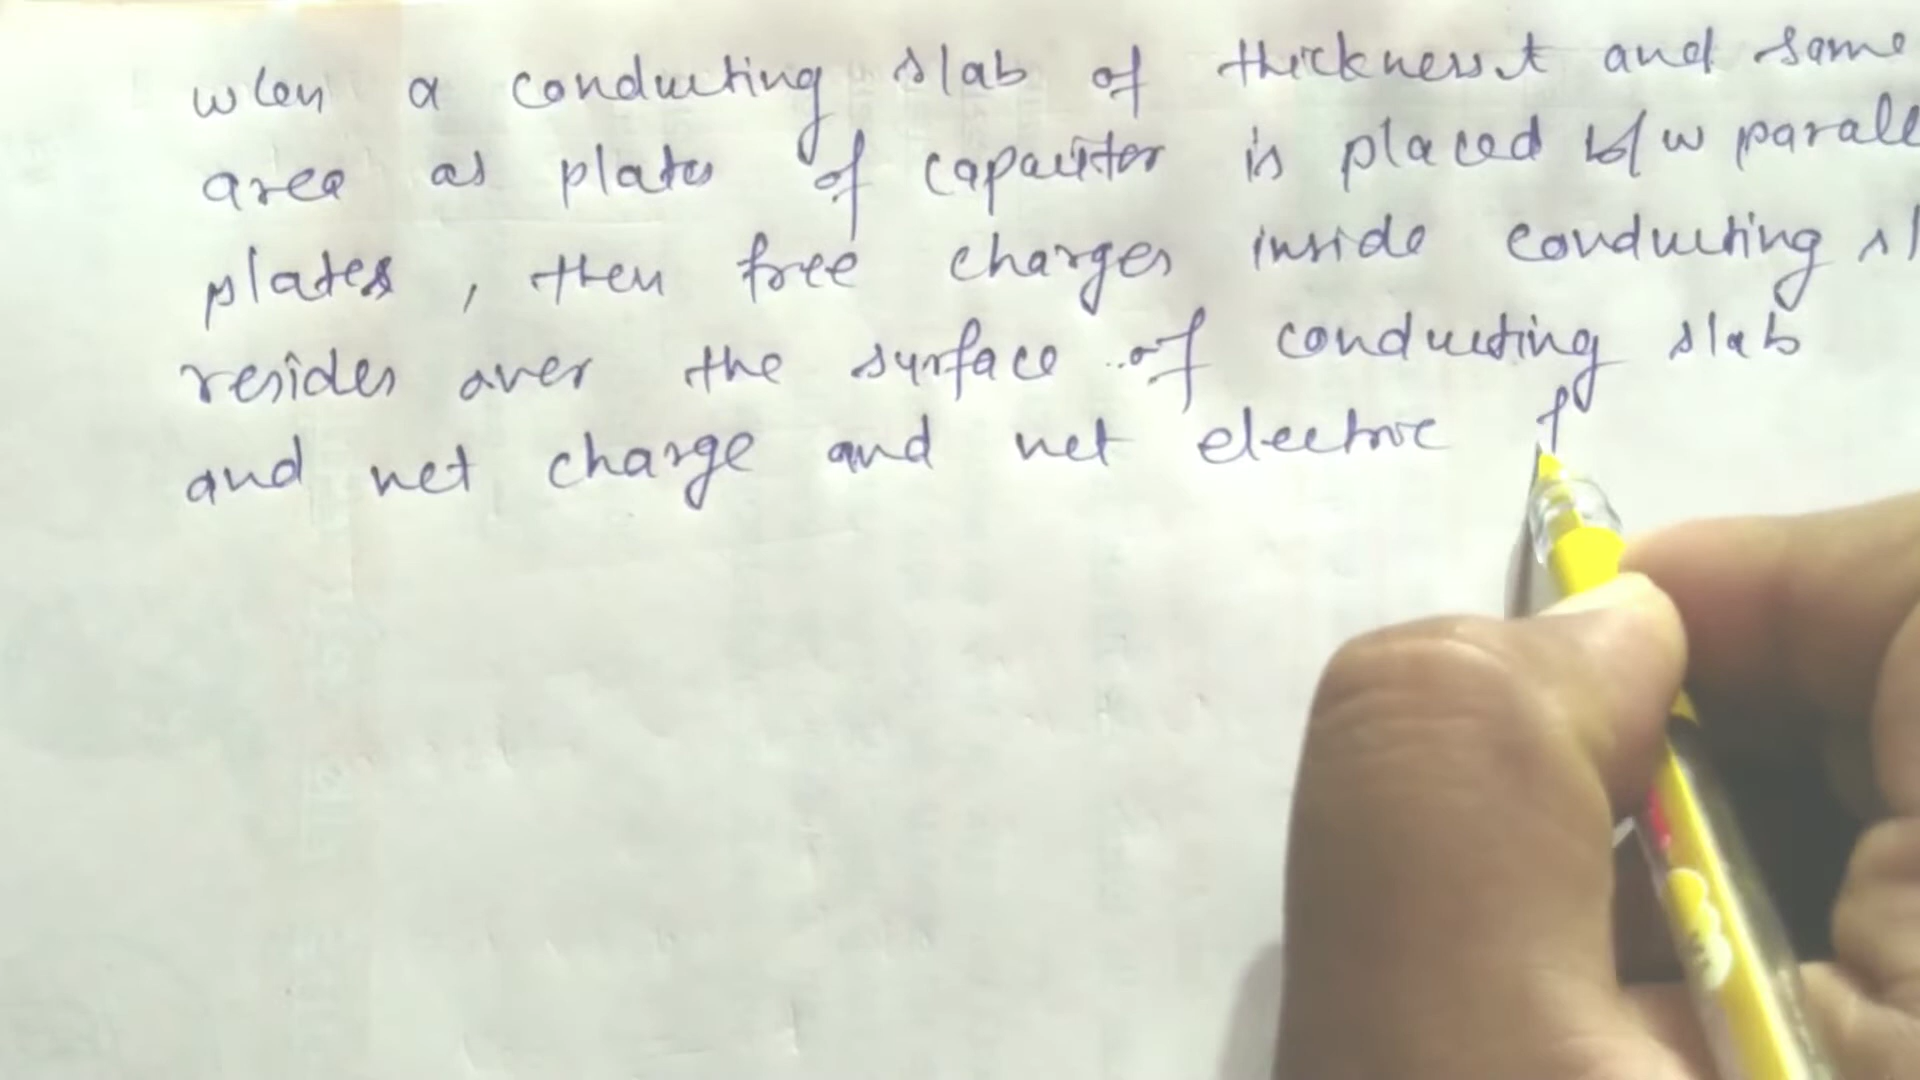 when a conducting slab of thickness t and same
area as plates of capacitor is placed b/w parall
plates, then free charges inside conducting sl
resides over the surface of conducting slab
and net charge and net electric f